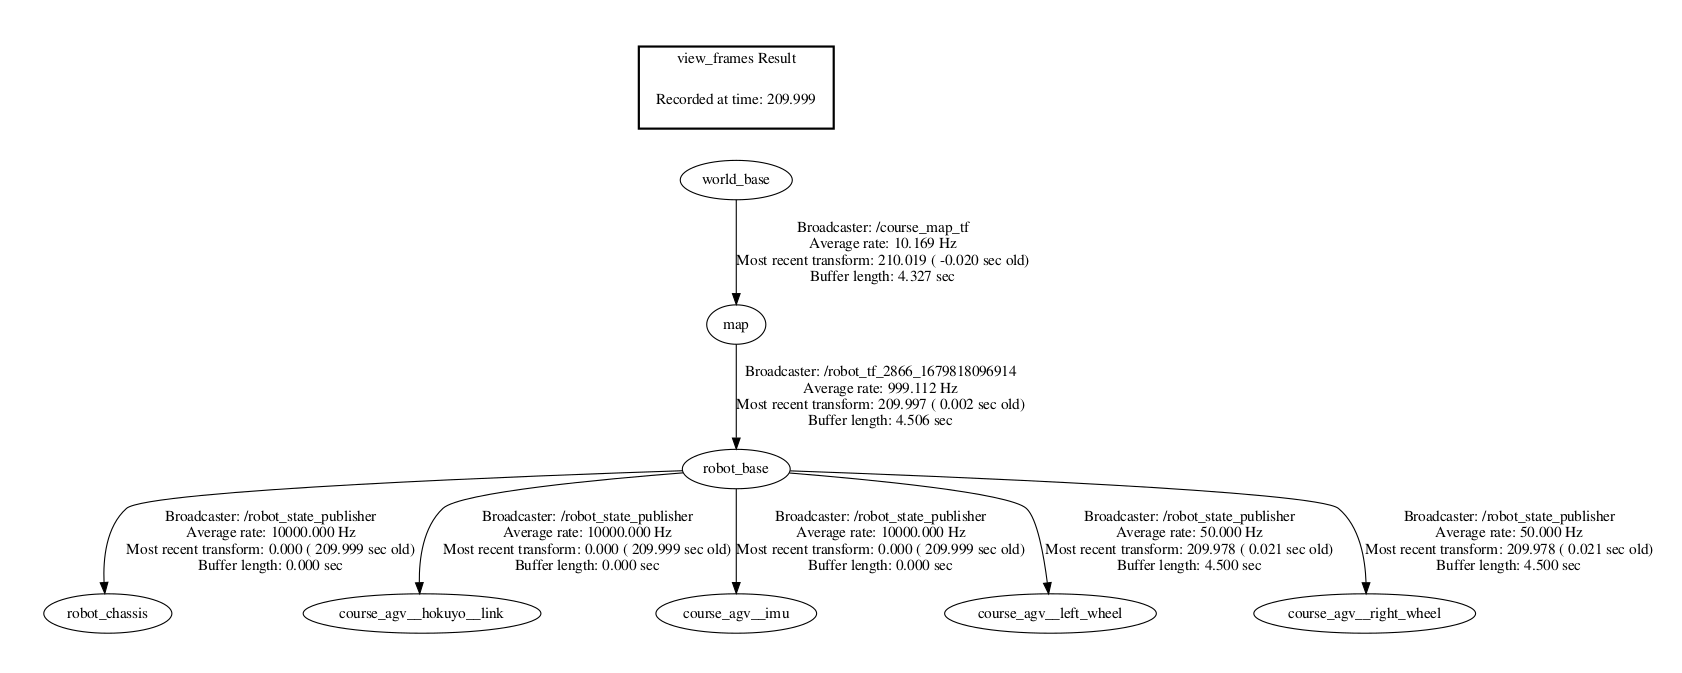 view_frames Result
Recorded at time: 209.999
world_base
Broadcaster: /course_map_tf
Average rate: 10.169 Hz
Most recent transform: 210.019 ( -0.020 sec old)
Buffer length: 4.327 sec
map
Broadcaster: /robot_tf_2866_1679818096914
Average rate: 999.112 Hz
Most recent transform: 209.997 ( 0.002 sec old)
Buffer length: 4.506 sec
robot_base
Broadcaster: /robot_state_publisher
Average rate: 10000.000 Hz
Most recent transform: 0.000 ( 209.999 sec old)
Buffer length: 0.000 sec
Broadcaster: /robot_state_publisher
Average rate: 10000.000 Hz
Most recent transform: 0.000 ( 209.999 sec old)
Buffer length: 0.000 sec
Broadcaster: /robot_state_publisher
Average rate: 10000.000 Hz
Most recent transform: 0.000 ( 209.999 sec old)
Buffer length: 0.000 sec
Broadcaster: /robot_state_publisher
Average rate: 50.000 Hz
Most recent transform: 209.978 ( 0.021 sec old)
Buffer length: 4.500 sec
Broadcaster: /robot_state_publisher
Average rate: 50.000 Hz
Most recent transform: 209.978 ( 0.021 sec old)
Buffer length: 4.500 sec
robot_chassis
course_agv__hokuyo__link
course_agv__imu
course_agv__left_wheel
course_agv__right_wheel